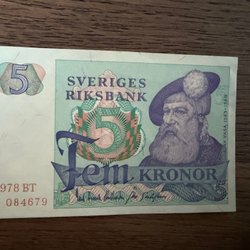 5
SVERIGES
RIKSBANK
5
Fem
KRONOR
978 BT
084679